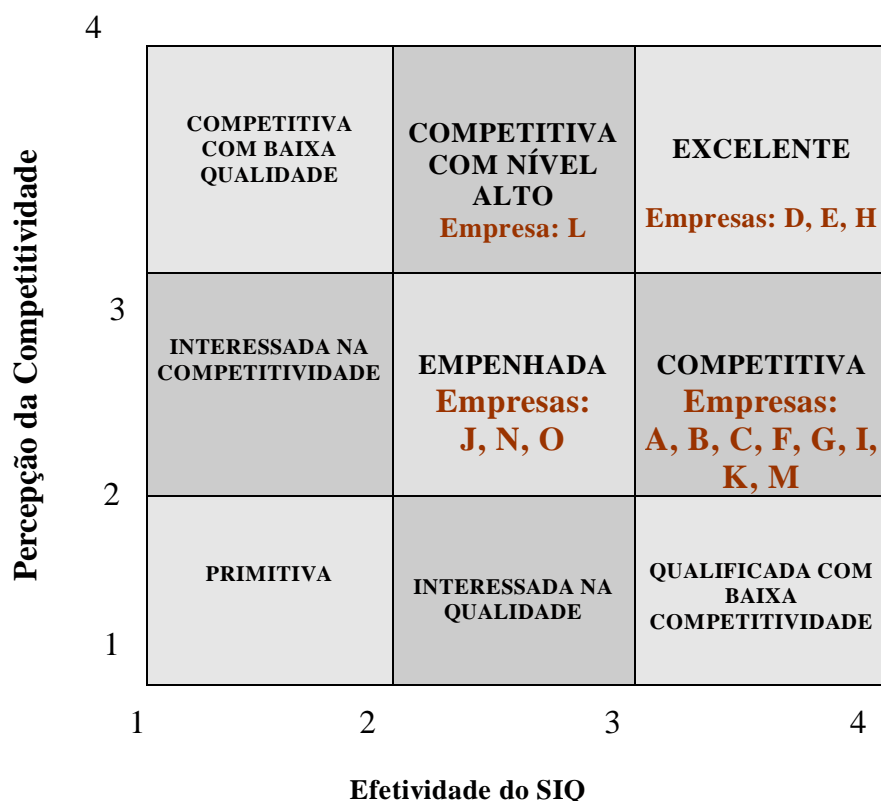 4
COMPETITIVA
COM BAIXA
QUALIDADE
COMPETITIVA
COM NÍVEL
ALTO
Empresa: L
EXCELENTE
Empresas: D, E, H
3
INTERESSADA NA
COMPETITIVIDADE
EMPENHADA
Empresas:
J, N, O
COMPETITIVA
Empresas:
A, B, C, F, G, I,
K, M
2
PRIMITIVA
INTERESSADA NA
QUALIDADE
QUALIFICADA COM
BAIXA
COMPETITIVIDADE
1
Percepção da Competitividade
1 2 3 4
Efetividade do SIQ